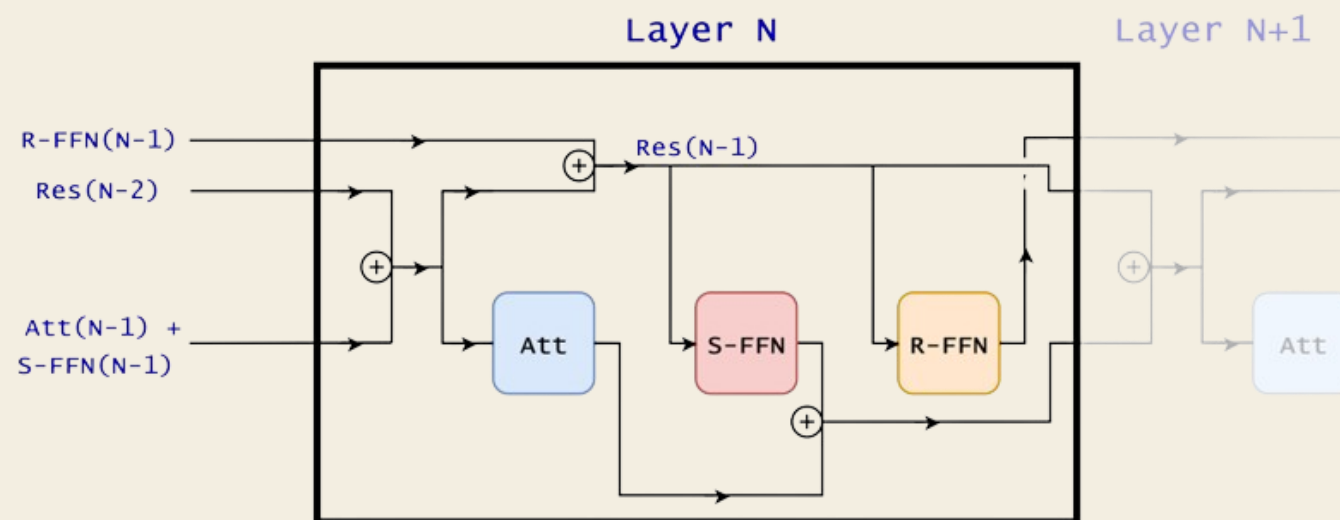 Layer N
Layer N+1
R-FFN(N-1)
Res(N-1)
Res(N-2)
Att(N-1) +
S-FFN(N-1)
Att
S-FFN
R-FFN
Att